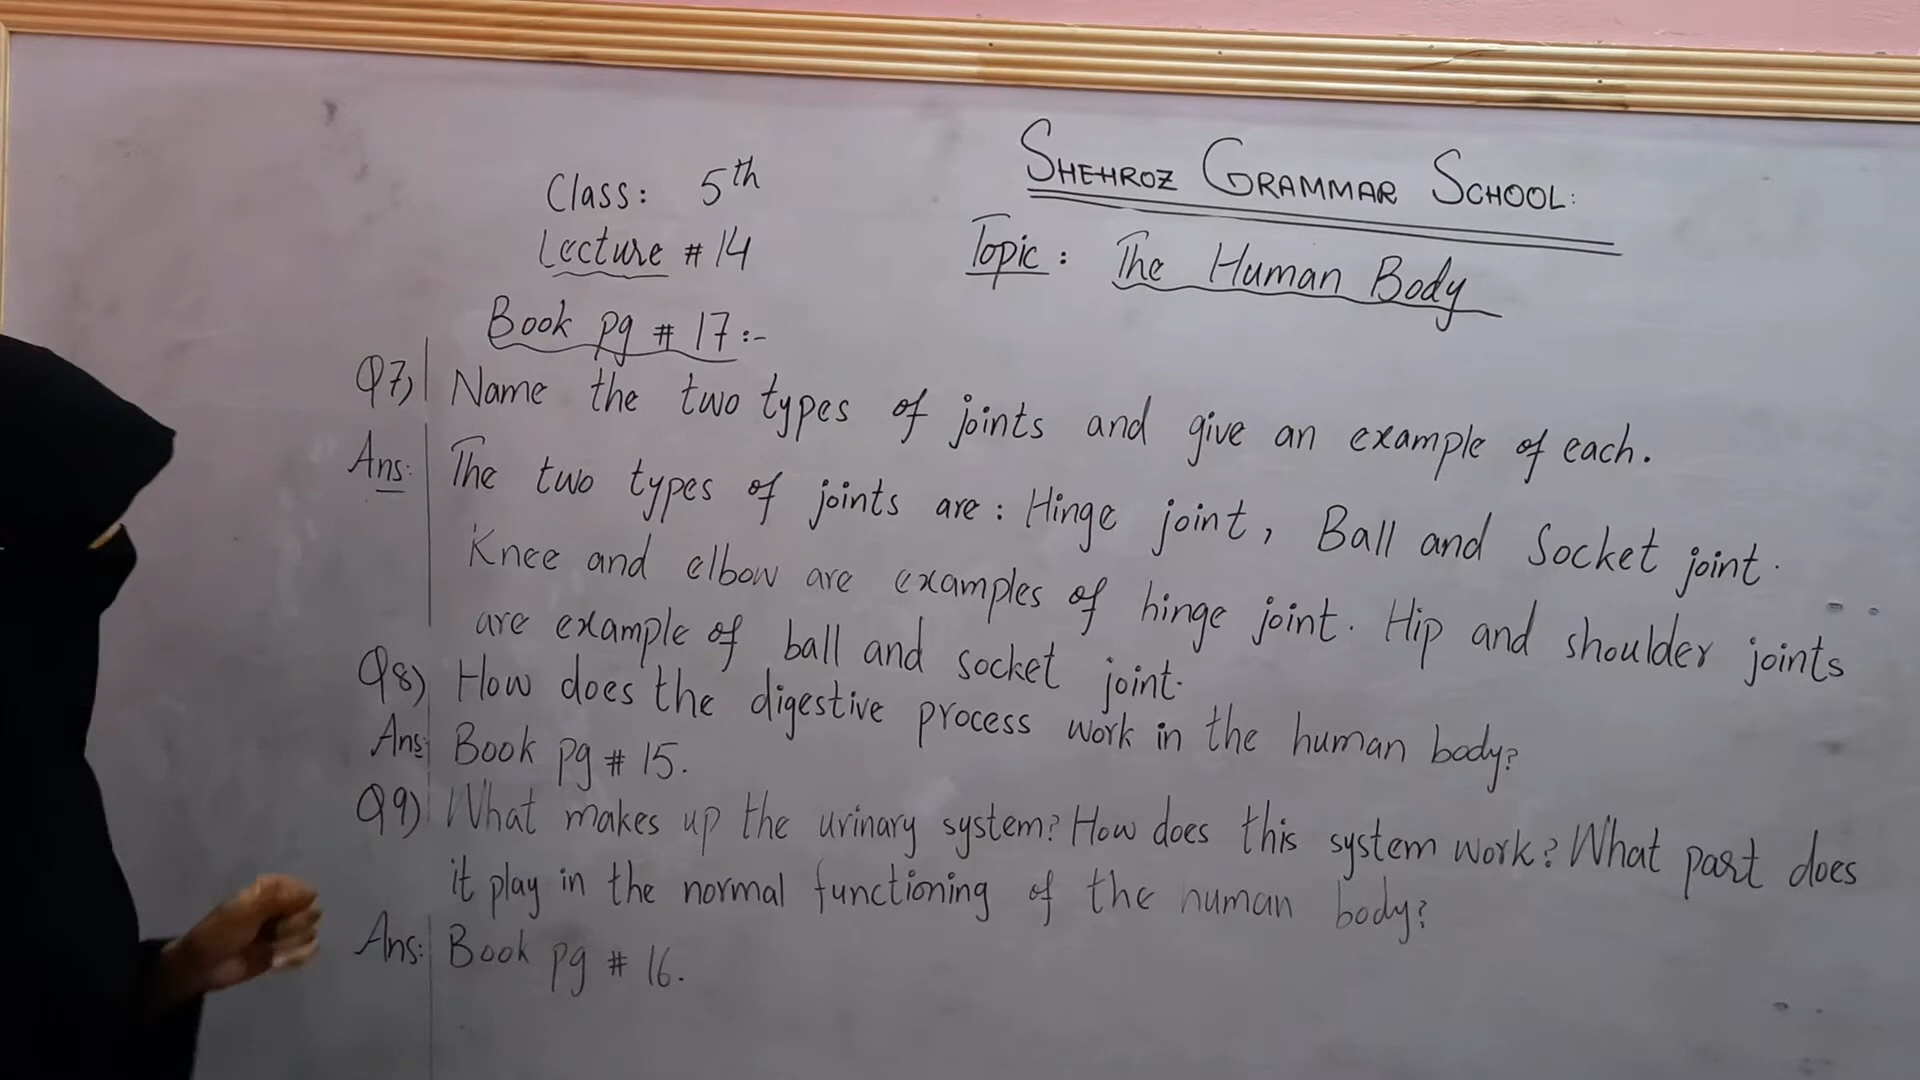 SHEHROZ GRAMMAR SCHOOL:
Class: 5th
Topic: The Human Body
Lecture # 14
Book pg # 17:-
Q7) Name the two types of joints and give an example of each.
Ans: The two types of joints are: Hinge joint, Ball and Socket joint.
Knee and elbow are examples of hinge joint. Hip and shoulder joints
are example of ball and socket joint.
Q8) How does the digestive process work in the human body?
Ans: Book pg # 15.
Q9) What makes up the urinary system? How does this system work? What part does
it play in the normal functioning of the human body?
Ans: Book pg # 16.